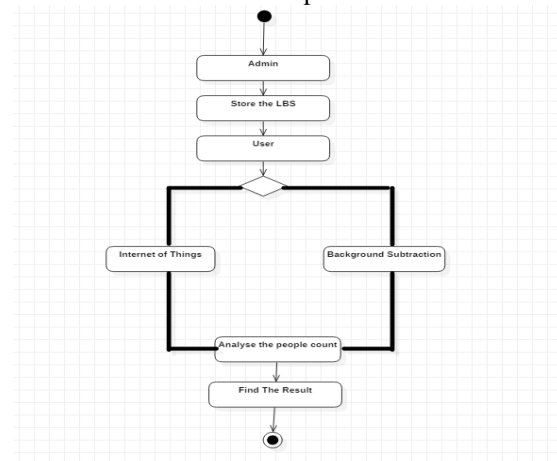 Admin
Store the LBS
User
Internet of Things
Background Subtraction
Analyse the people count
Find The Result